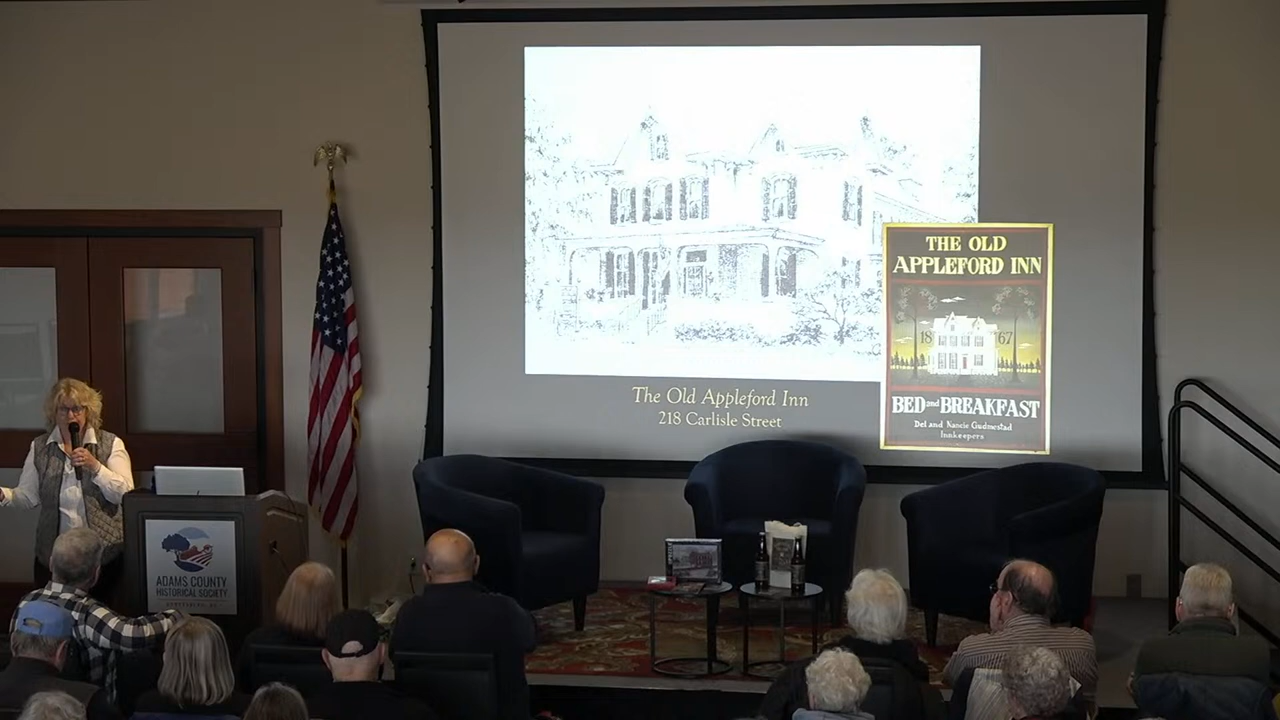 THE OLD
APPLEFORD INN
18 67
BED and BREAKFAST
Del and Nancie Gudmestad
Innkeepers
The Old Appleford Inn
218 Carlisle Street
ADAMS COUNTY
HISTORICAL SOCIETY